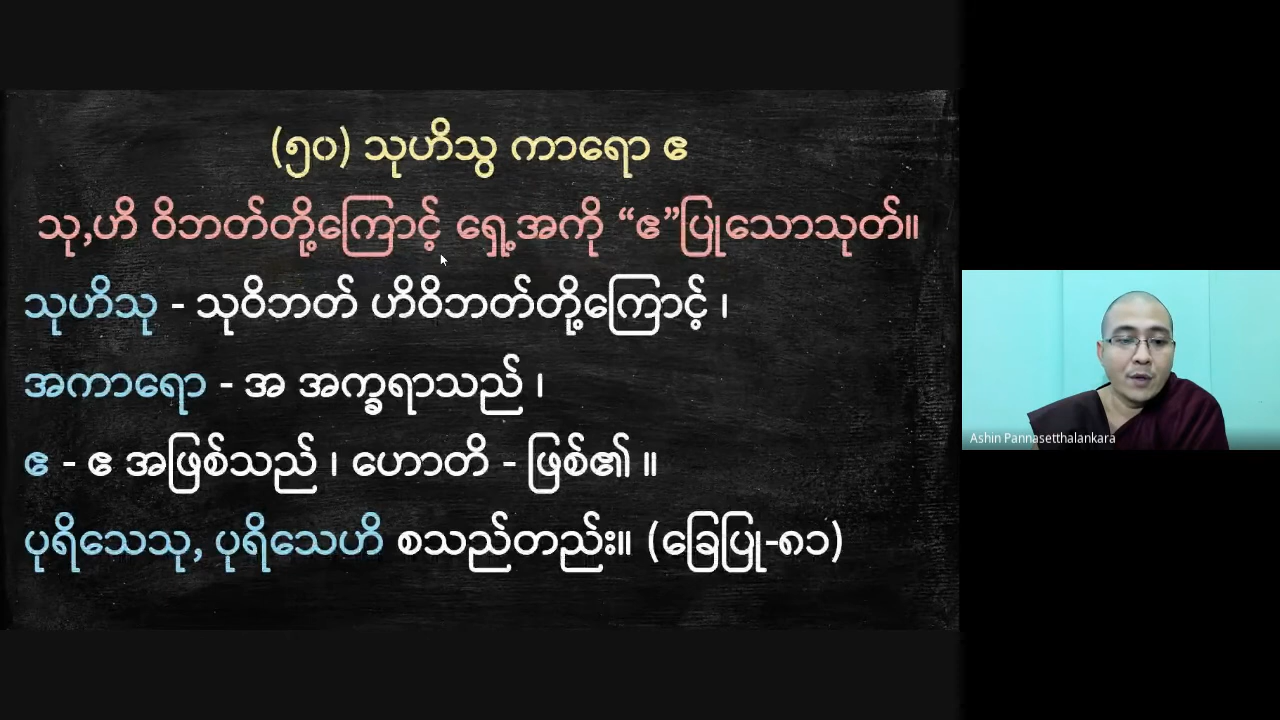 (၅၀) သုဟိသွ ကာရော ဧ
သု,ဟိ ဝိဘတ်တို့ကြောင့် ရှေ့အကို “ဧ”ပြုသောသုတ်။
သုဟိသု - သုဝိဘတ် ဟိဝိဘတ်တို့ကြောင့် ၊
အကာရော - အ အက္ခရာသည် ၊
ဧ - ဧ အဖြစ်သည် ၊ ဟောတိ - ဖြစ်၏ ။
ပုရိသေသု, ပုရိသေဟိ စသည်တည်း။ (ခြေပြု-၈၁)
Ashin Pannasetthalankara